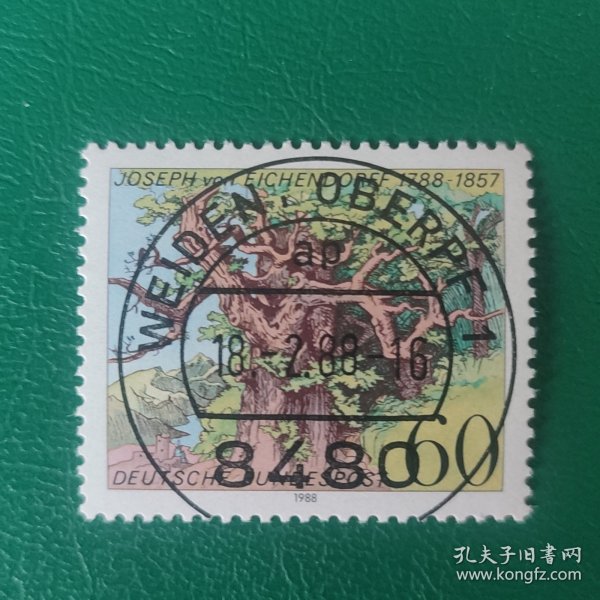 JOSEPH von EICHENDORFF 1788-1857
WEIDEN, OBERPF 1
ap
18.-2.88-16
8480
60
DEUTSCHE BUNDESPOST
1988
孔夫子旧书网
www.kongfz.com